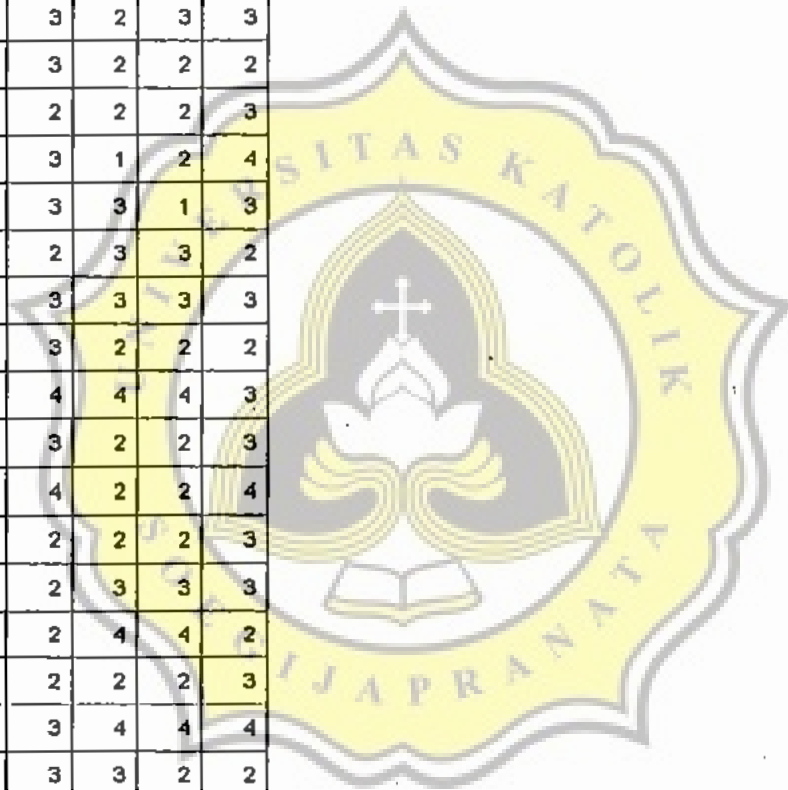 3 2 3 3
3 2 2 2
2 2 2 3
3 1 2 4
3 3 1 3
2 3 3 2
3 3 3 3
3 2 2 2
4 4 4 3
3 2 2 3
4 2 2 4
2 2 2 3
2 3 3 3
2 4 4 2
2 2 2 3
3 4 4 4
3 3 2 2
UNIVERSITAS KATOLIK
SOEGIJAPRANATA